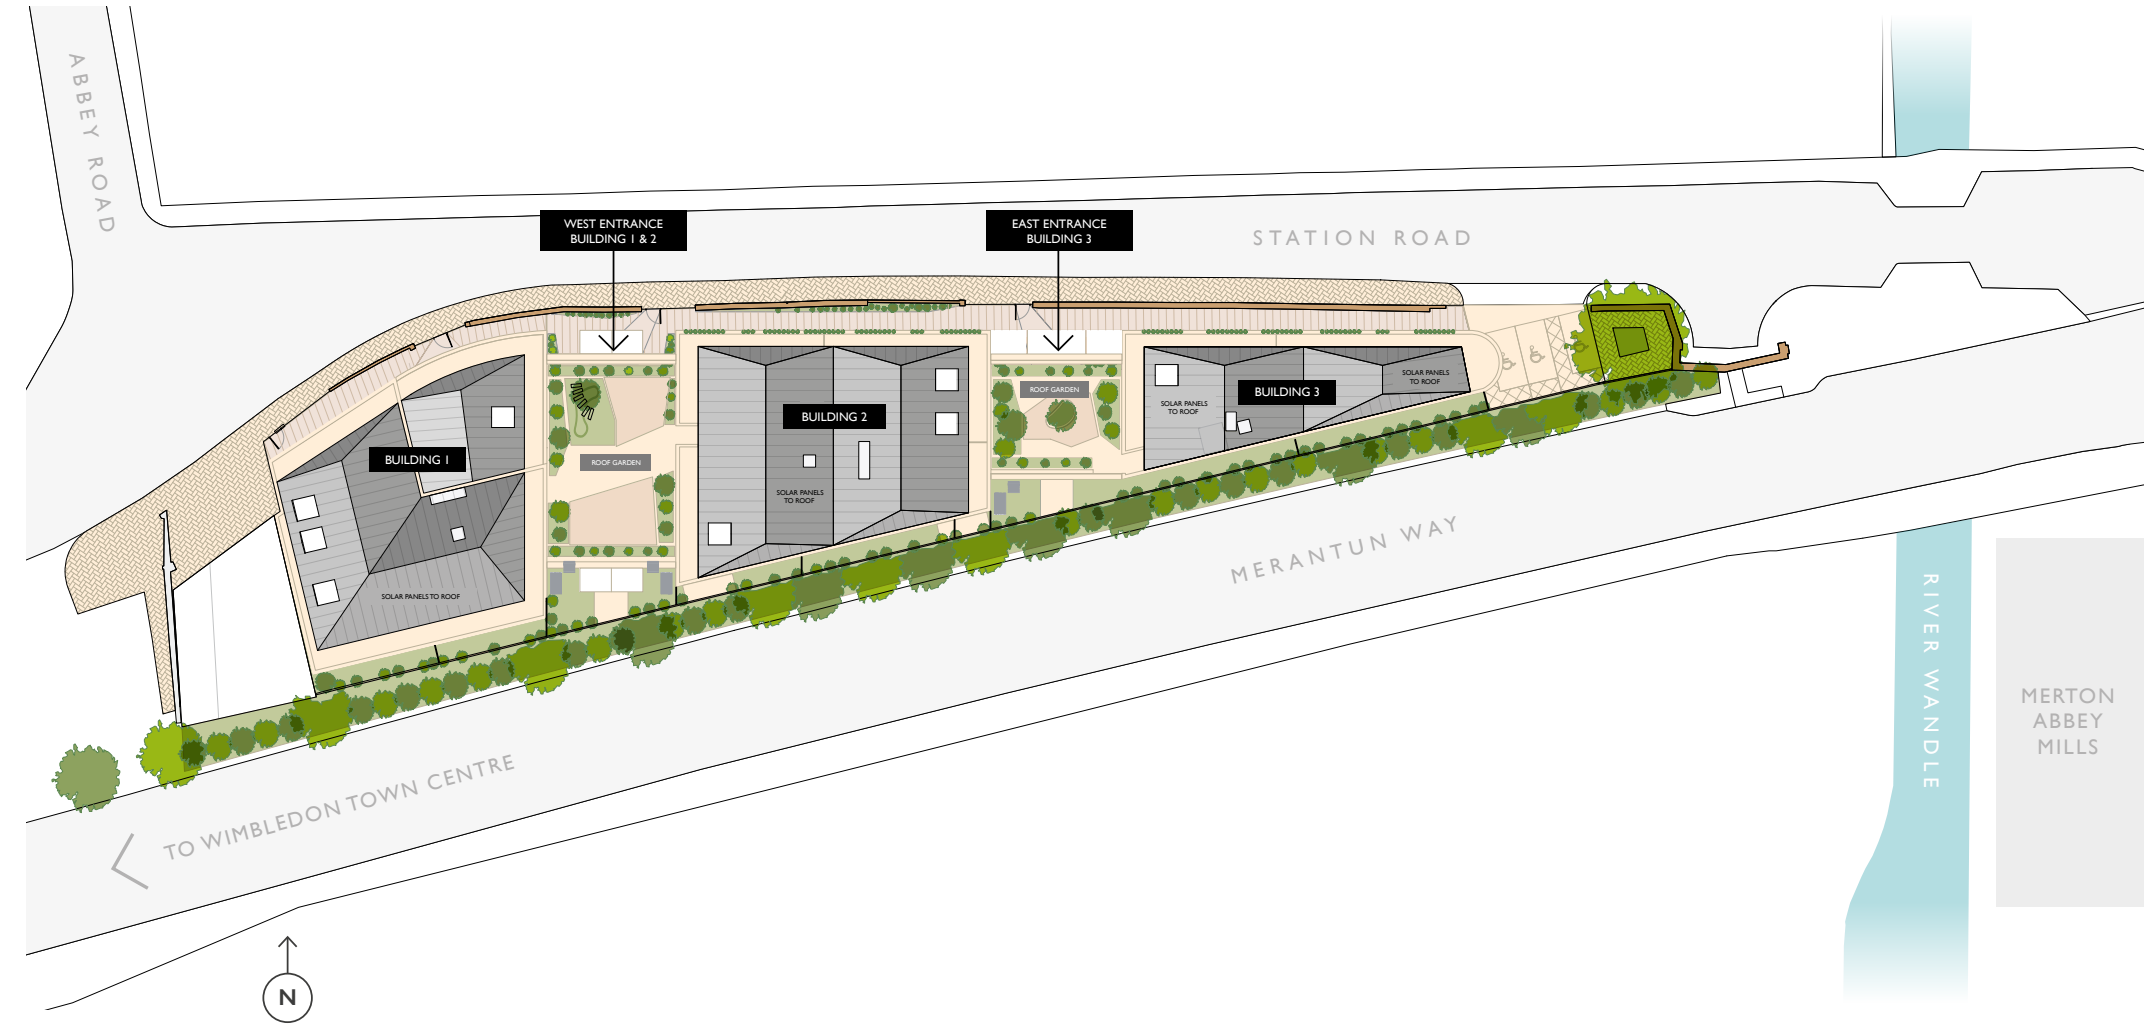 ABBEY ROAD
WEST ENTRANCE
BUILDING 1 & 2
EAST ENTRANCE
BUILDING 3
STATION ROAD
SOLAR PANELS
TO ROOF
ROOF GARDEN
BUILDING 3
SOLAR PANELS
TO ROOF
BUILDING 2
BUILDING 1
ROOF GARDEN
SOLAR PANELS
TO ROOF
SOLAR PANELS TO ROOF
MERANTUN WAY
RIVER WANDLE
MERTON
ABBEY
MILLS
TO WIMBLEDON TOWN CENTRE
N